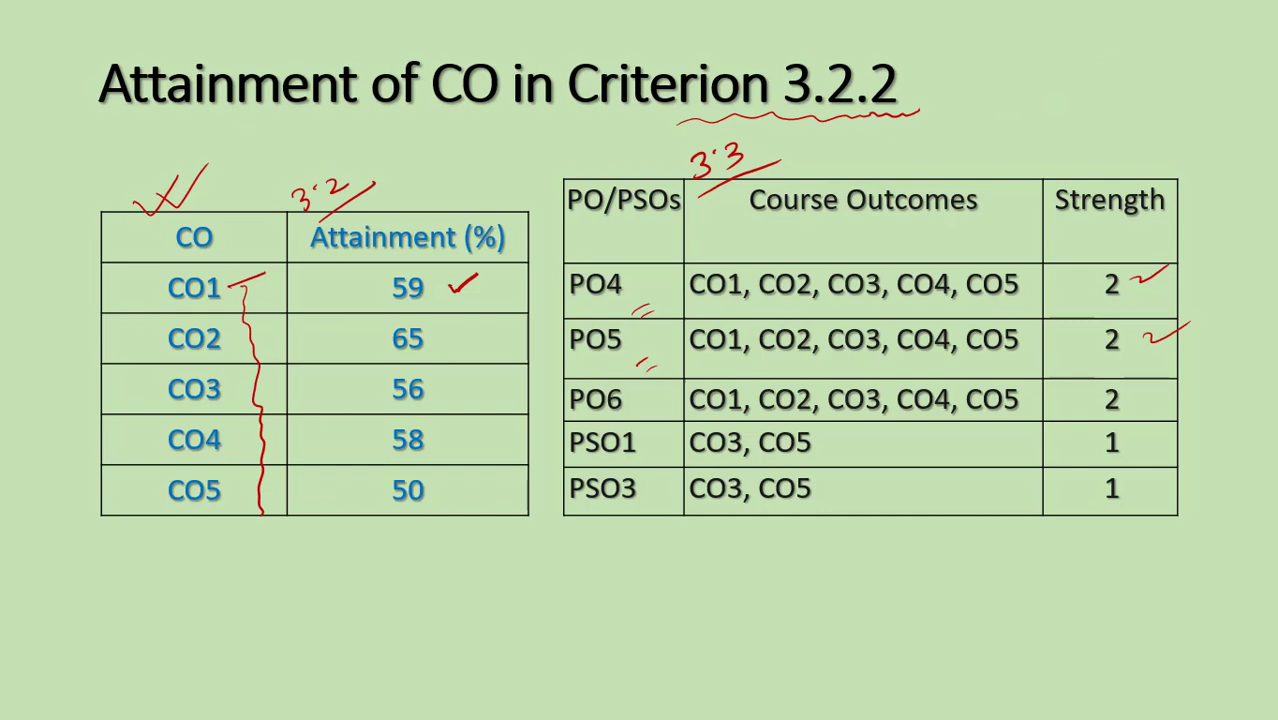 Attainment of CO in Criterion 3.2.2
3.2
CO Attainment (%)
CO1 59
CO2 65
CO3 56
CO4 58
CO5 50
3.3
PO/PSOs Course Outcomes Strength
PO4 CO1, CO2, CO3, CO4, CO5 2
PO5 CO1, CO2, CO3, CO4, CO5 2
PO6 CO1, CO2, CO3, CO4, CO5 2
PSO1 CO3, CO5 1
PSO3 CO3, CO5 1